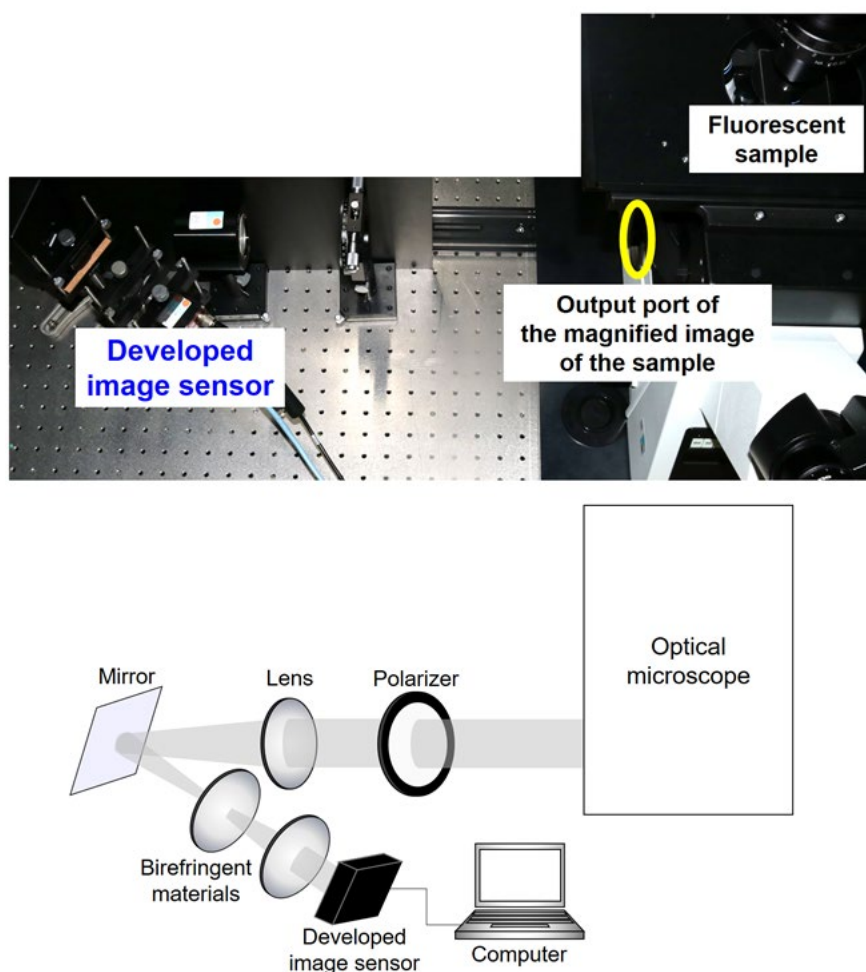 Fluorescent
sample
Output port of
the magnified image
of the sample
Developed
image sensor
Optical
microscope
Mirror
Lens
Polarizer
Birefringent
materials
Developed
image sensor
Computer